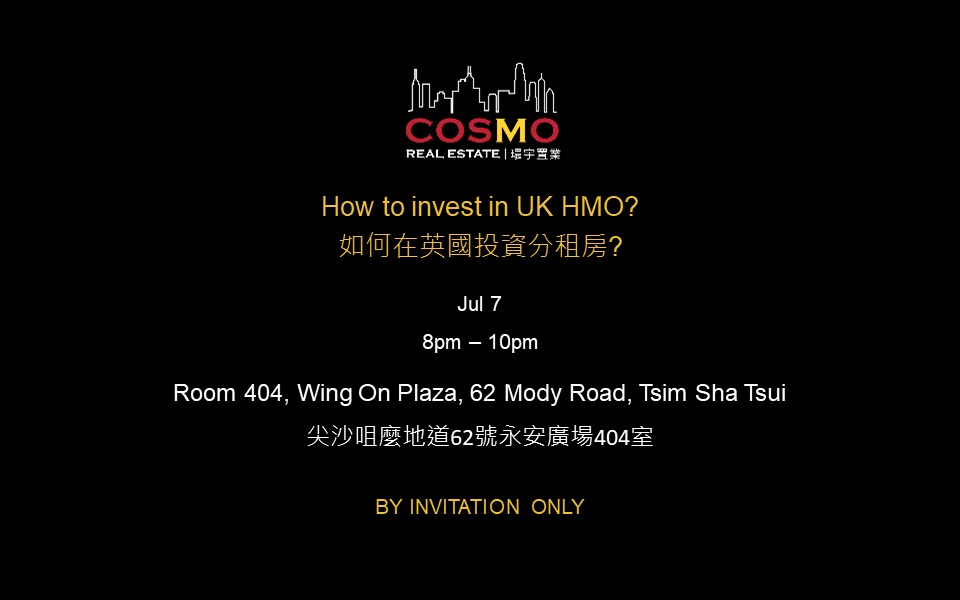 COSMO
REAL ESTATE | 環宇置業
How to invest in UK HMO?
如何在英國投資分租房?
Jul 7
8pm – 10pm
Room 404, Wing On Plaza, 62 Mody Road, Tsim Sha Tsui
尖沙咀麼地道62號永安廣場404室
BY INVITATION ONLY